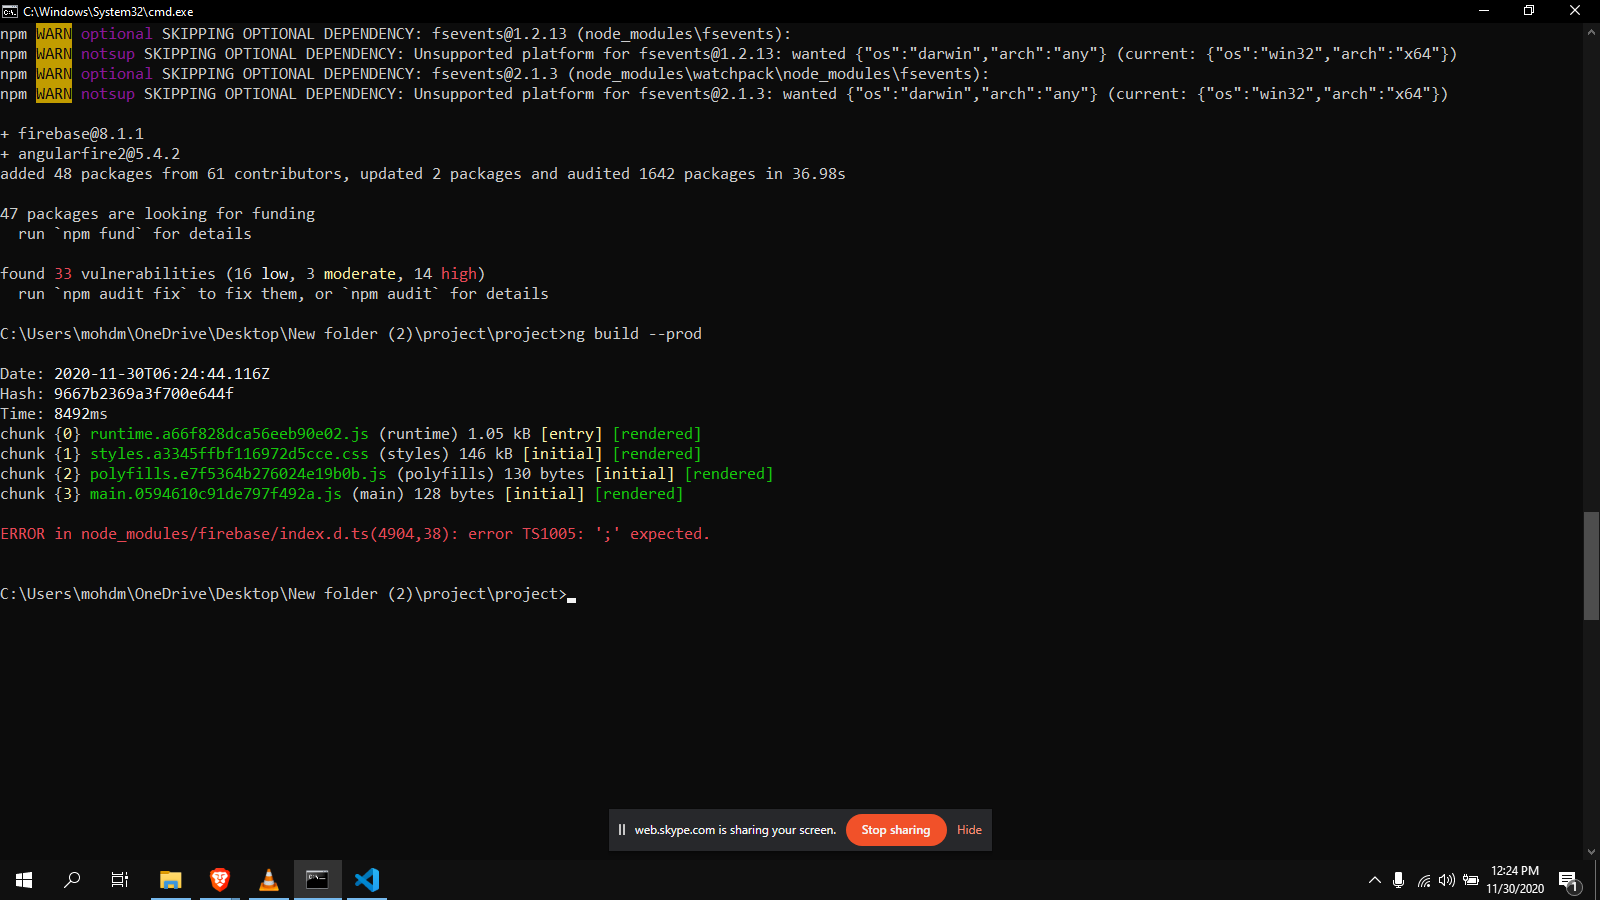 C:\Windows\System32\cmd.exe
npm WARN optional SKIPPING OPTIONAL DEPENDENCY: fsevents@1.2.13 (node_modules\fsevents):
npm WARN notsup SKIPPING OPTIONAL DEPENDENCY: Unsupported platform for fsevents@1.2.13: wanted {"os":"darwin","arch":"any"} (current: {"os":"win32","arch":"x64"})
npm WARN optional SKIPPING OPTIONAL DEPENDENCY: fsevents@2.1.3 (node_modules\watchpack\node_modules\fsevents):
npm WARN notsup SKIPPING OPTIONAL DEPENDENCY: Unsupported platform for fsevents@2.1.3: wanted {"os":"darwin","arch":"any"} (current: {"os":"win32","arch":"x64"})
+ firebase@8.1.1
+ angularfire2@5.4.2
added 48 packages from 61 contributors, updated 2 packages and audited 1642 packages in 36.98s
47 packages are looking for funding
run `npm fund` for details
found 33 vulnerabilities (16 low, 3 moderate, 14 high)
run `npm audit fix` to fix them, or `npm audit` for details
C:\Users\mohdm\OneDrive\Desktop\New folder (2)\project\project>ng build --prod
Date: 2020-11-30T06:24:44.116Z
Hash: 9667b2369a3f700e644f
Time: 8492ms
chunk {0} runtime.a66f828dca56eeb90e02.js (runtime) 1.05 kB [entry] [rendered]
chunk {1} styles.a3345ffbf116972d5cce.css (styles) 146 kB [initial] [rendered]
chunk {2} polyfills.e7f5364b276024e19b0b.js (polyfills) 130 bytes [initial] [rendered]
chunk {3} main.0594610c91de797f492a.js (main) 128 bytes [initial] [rendered]
ERROR in node_modules/firebase/index.d.ts(4904,38): error TS1005: ';' expected.
C:\Users\mohdm\OneDrive\Desktop\New folder (2)\project\project>
web.skype.com is sharing your screen. Stop sharing Hide
12:24 PM
11/30/2020
1